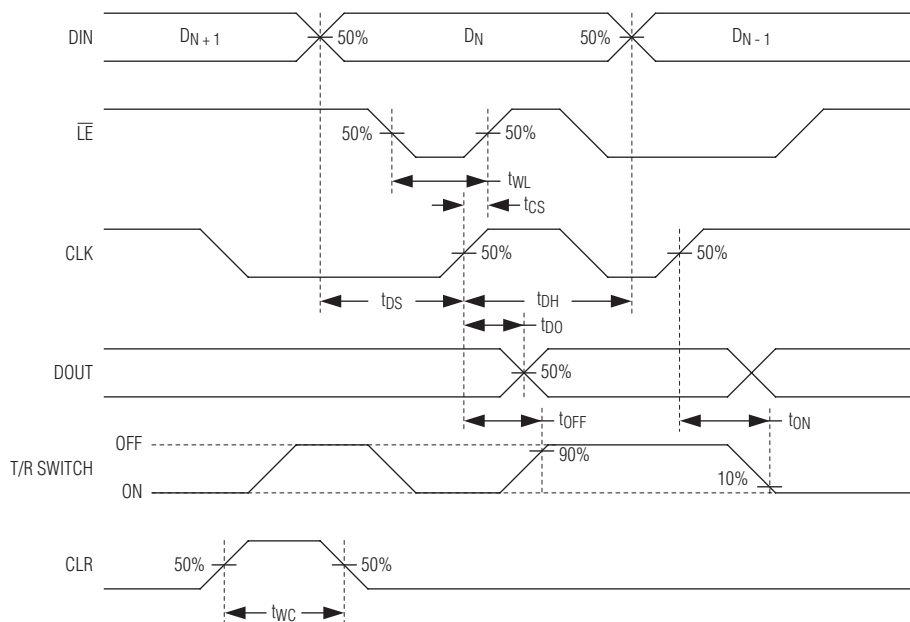 DIN
DN + 1
50%
DN
50%
DN - 1
LE
50%
50%
tWL
tCS
CLK
50%
50%
tDS
tDH
tDO
DOUT
50%
tOFF
tON
T/R SWITCH
OFF
ON
90%
10%
CLR
50%
50%
tWC